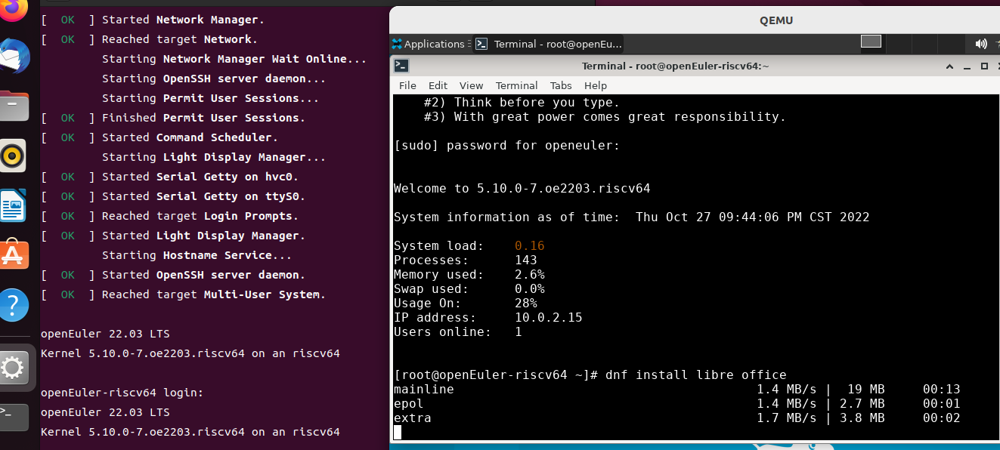 [  OK  ] Started Network Manager.
[  OK  ] Reached target Network.
Starting Network Manager Wait Online...
Starting OpenSSH server daemon...
Starting Permit User Sessions...
[  OK  ] Finished Permit User Sessions.
[  OK  ] Started Command Scheduler.
Starting Light Display Manager...
[  OK  ] Started Serial Getty on hvc0.
[  OK  ] Started Serial Getty on ttyS0.
[  OK  ] Reached target Login Prompts.
[  OK  ] Started Light Display Manager.
Starting Hostname Service...
[  OK  ] Started OpenSSH server daemon.
[  OK  ] Reached target Multi-User System.
openEuler 22.03 LTS
Kernel 5.10.0-7.oe2203.riscv64 on an riscv64
openEuler-riscv64 login:
openEuler 22.03 LTS
Kernel 5.10.0-7.oe2203.riscv64 on an riscv64
QEMU
Applications Terminal - root@openEu...
Terminal - root@openEuler-riscv64:~
File Edit View Terminal Tabs Help
#2) Think before you type.
#3) With great power comes great responsibility.
[sudo] password for openeuler:
Welcome to 5.10.0-7.oe2203.riscv64
System information as of time:  Thu Oct 27 09:44:06 PM CST 2022
System load:    0.16
Processes:      143
Memory used:    2.6%
Swap used:      0.0%
Usage On:       28%
IP address:     10.0.2.15
Users online:   1
[root@openEuler-riscv64 ~]# dnf install libre office
mainline 1.4 MB/s |  19 MB     00:13
epol 1.4 MB/s | 2.7 MB     00:01
extra 1.7 MB/s | 3.8 MB     00:02